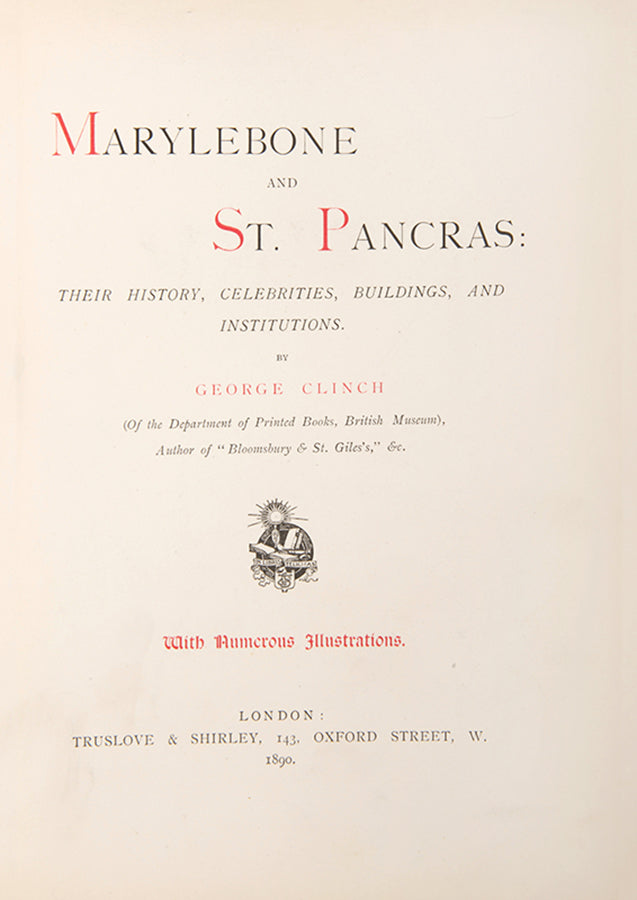 MARYLEBONE
AND
ST. PANCRAS:
THEIR HISTORY, CELEBRITIES, BUILDINGS, AND
INSTITUTIONS.
BY
GEORGE CLINCH
(Of the Department of Printed Books, British Museum),
Author of "Bloomsbury & St. Giles's," &c.
With Numerous Illustrations.
LONDON:
TRUSLOVE & SHIRLEY, 143, OXFORD STREET, W.
1890.